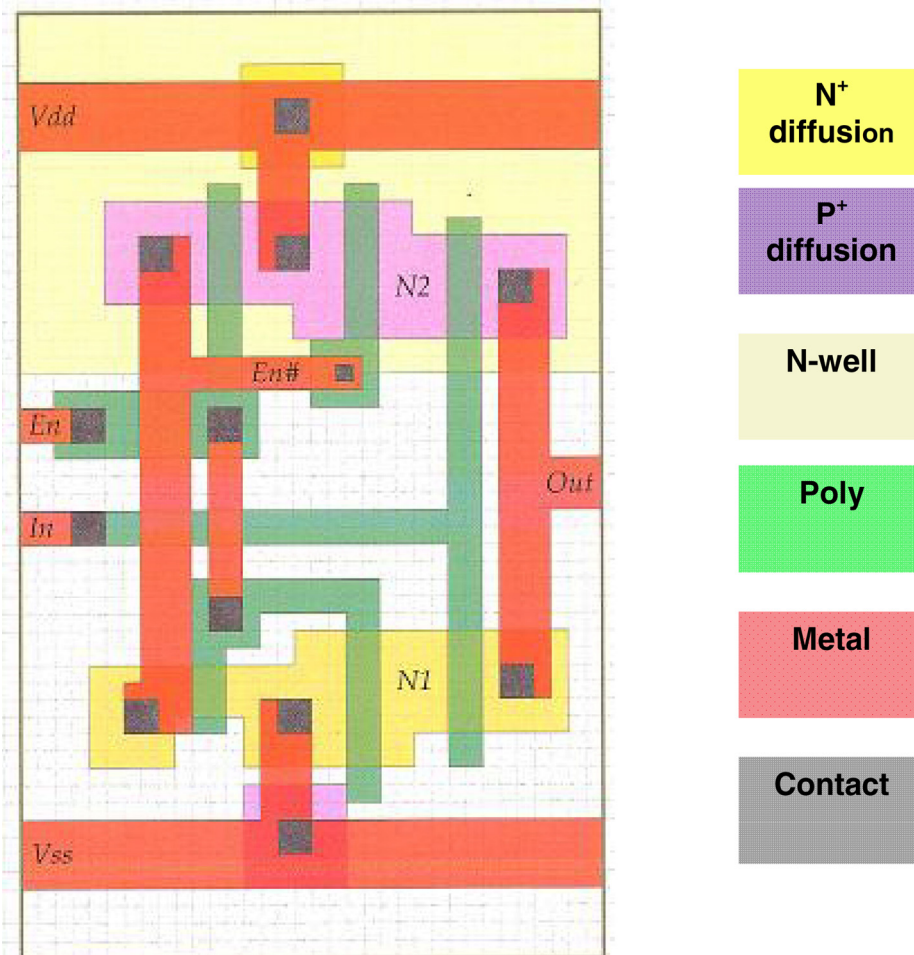 Vdd
N2
En#
En
Out
In
N1
Vss
N+
diffusion
P+
diffusion
N-well
Poly
Metal
Contact